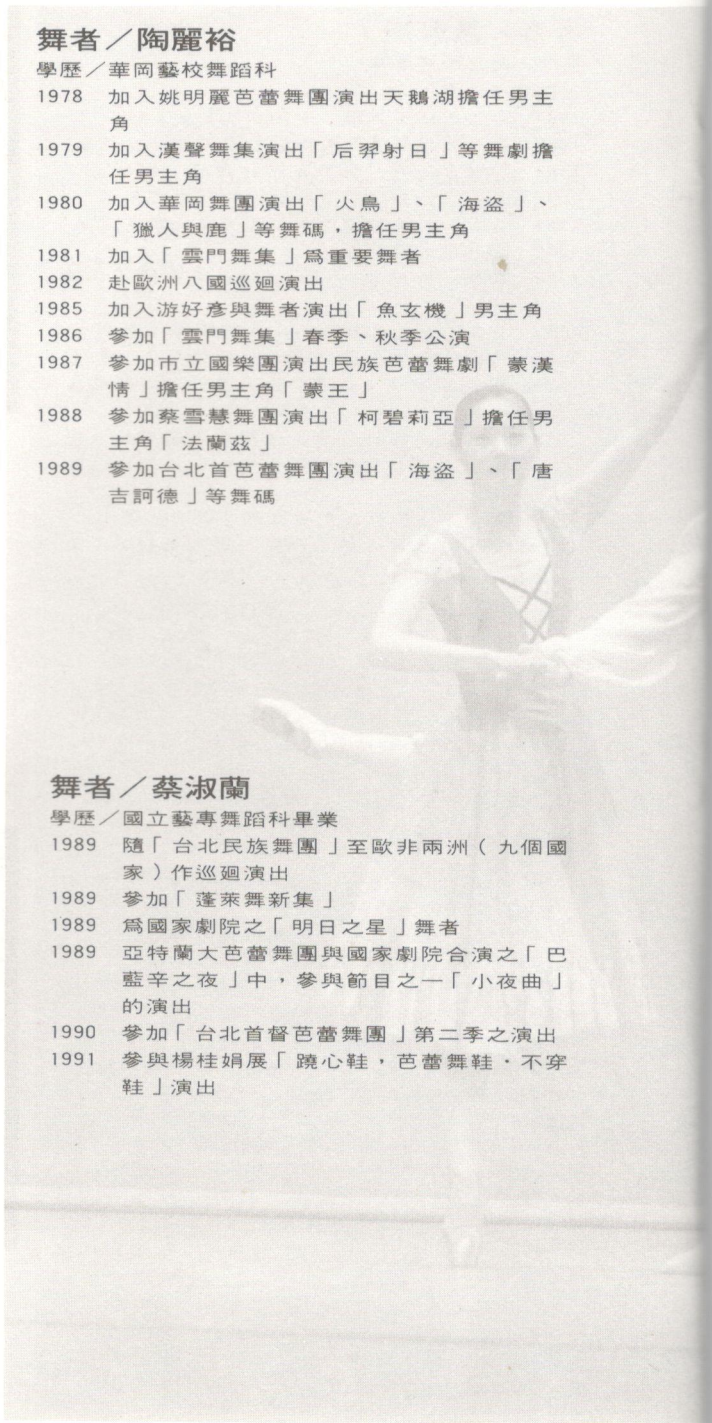 舞者／陶麗裕
學歷／華岡藝校舞蹈科
1978 加入姚明麗芭蕾舞團演出天鵝湖擔任男主
角
1979 加入漢聲舞集演出「后羿射日」等舞劇擔
任男主角
1980 加入華岡舞團演出「火鳥」、「海盜」、
「獵人與鹿」等舞碼，擔任男主角
1981 加入「雲門舞集」爲重要舞者
1982 赴歐洲八國巡廻演出
1985 加入游好彥與舞者演出「魚玄機」男主角
1986 參加「雲門舞集」春季、秋季公演
1987 參加市立國樂團演出民族芭蕾舞劇「蒙漢
情」擔任男主角「蒙王」
1988 參加蔡雪慧舞團演出「柯碧莉亞」擔任男
主角「法蘭茲」
1989 參加台北首芭蕾舞團演出「海盜」、「唐
吉訶德」等舞碼
舞者／蔡淑蘭
學歷／國立藝專舞蹈科畢業
1989 隨「台北民族舞團」至歐非兩洲（九個國
家）作巡廻演出
1989 參加「蓬萊舞新集」
1989 爲國家劇院之「明日之星」舞者
1989 亞特蘭大芭蕾舞團與國家劇院合演之「巴
藍辛之夜」中，參與節目之一「小夜曲」
的演出
1990 參加「台北首督芭蕾舞團」第二季之演出
1991 參與楊桂娟展「蹺心鞋，芭蕾舞鞋・不穿
鞋」演出